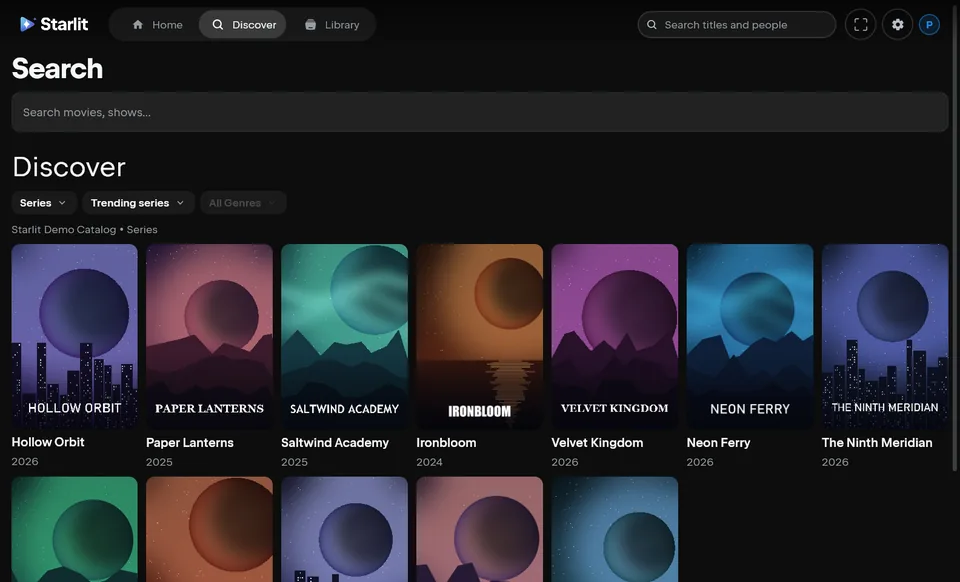 Starlit
Home
Discover
Library
Search titles and people
P
Search
Search movies, shows...
Discover
Series
Trending series
All Genres
Starlit Demo Catalog • Series
HOLLOW ORBIT
PAPER LANTERNS
SALTWIND ACADEMY
IRONBLOOM
VELVET KINGDOM
NEON FERRY
THE NINTH MERIDIAN
Hollow Orbit
Paper Lanterns
Saltwind Academy
Ironbloom
Velvet Kingdom
Neon Ferry
The Ninth Meridian
2026
2025
2025
2024
2026
2026
2026